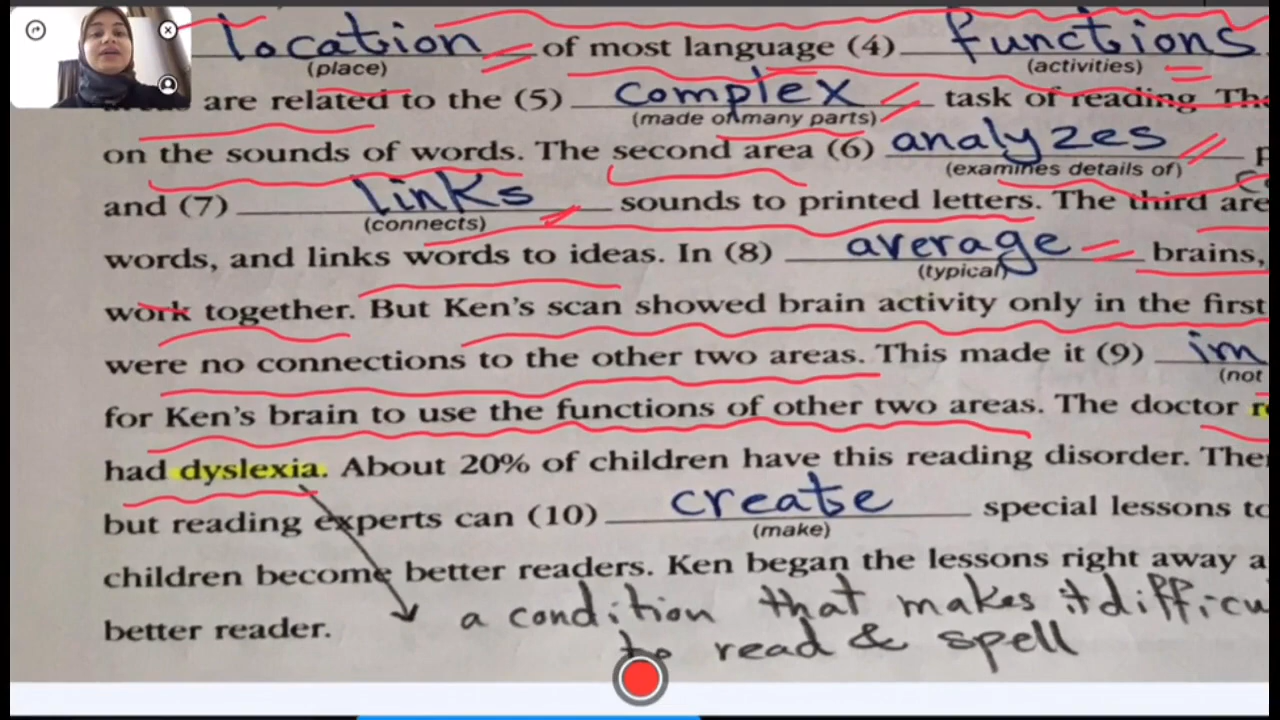 location of most language (4) functions
(place) (activities)
are related to the (5) complex task of reading. The
(made of many parts)
on the sounds of words. The second area (6) analyzes
(examines details of)
and (7) links sounds to printed letters. The third are
(connects)
words, and links words to ideas. In (8) average brains,
(typical)
work together. But Ken's scan showed brain activity only in the first
were no connections to the other two areas. This made it (9) im
(not
for Ken's brain to use the functions of other two areas. The doctor
had dyslexia. About 20% of children have this reading disorder. Ther
but reading experts can (10) create special lessons to
(make)
children become better readers. Ken began the lessons right away a
a condition that makes it difficu
better reader.
to read & spell